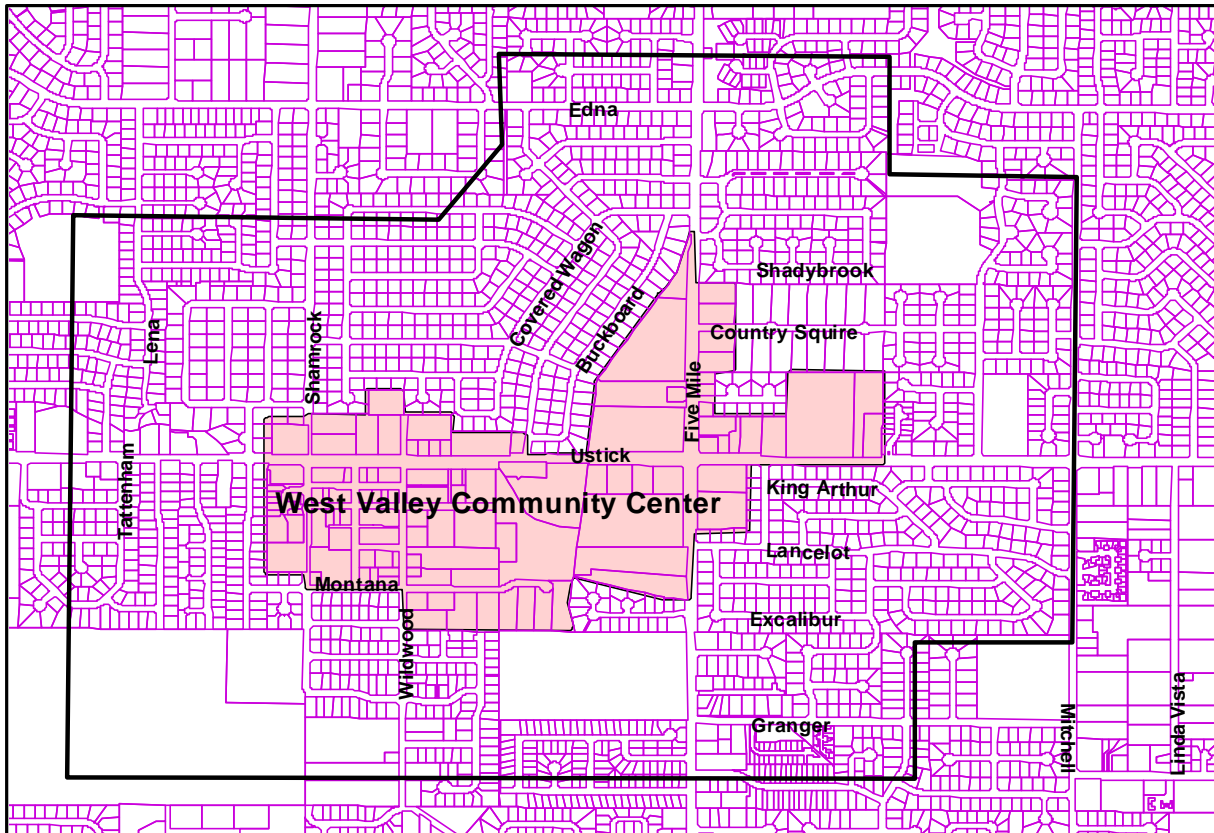 Edna
Covered Wagon
Shadybrook
Buckboard
Country Squire
Lena
Shamrock
Five Mile
Ustick
Tattenham
West Valley Community Center
King Arthur
Lancelot
Montana
Excalibur
Wildwood
Granger
Mitchell
Linda Vista